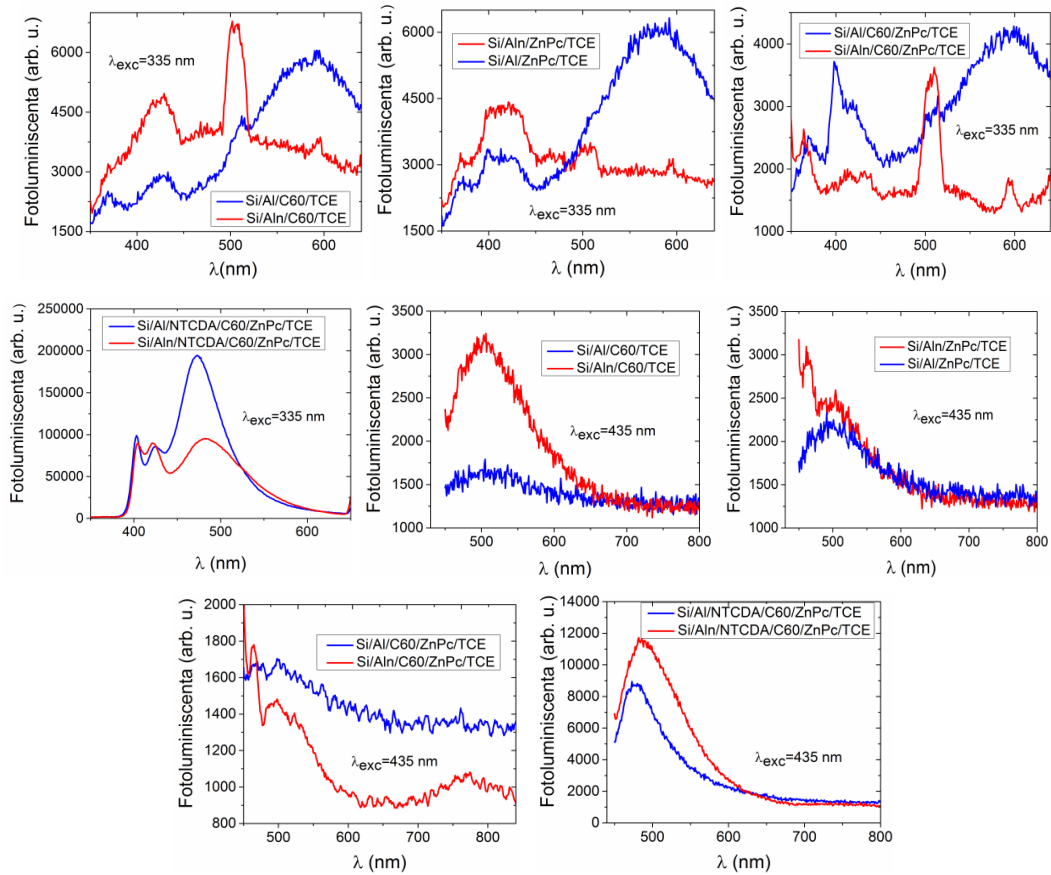 Fotoluminiscenta (arb. u.)
6000
4500
3000
1500
λexc=335 nm
Si/Al/C60/TCE
Si/Aln/C60/TCE
400 500 600
λ(nm)
Fotoluminiscenta (arb. u.)
6000
4500
3000
1500
Si/Aln/ZnPc/TCE
Si/Al/ZnPc/TCE
λexc=335 nm
400 500 600
λ (nm)
Fotoluminiscenta (arb. u.)
4000
3000
2000
1000
Si/Al/C60/ZnPc/TCE
Si/Aln/C60/ZnPc/TCE
λexc=335 nm
400 500 600
λ (nm)
Fotoluminiscenta (arb. u.)
250000
200000
150000
100000
50000
0
Si/Al/NTCDA/C60/ZnPc/TCE
Si/Aln/NTCDA/C60/ZnPc/TCE
λexc=335 nm
400 500 600
λ(nm)
Fotoluminiscenta (arb. u.)
3500
3000
2500
2000
1500
1000
Si/Al/C60/TCE
Si/Aln/C60/TCE
λexc=435 nm
500 600 700 800
λ (nm)
Fotoluminiscenta (arb. u.)
3500
3000
2500
2000
1500
1000
Si/Aln/ZnPc/TCE
Si/Al/ZnPc/TCE
λexc=435 nm
500 600 700 800
λ (nm)
Fotoluminiscenta (arb. u.)
2000
1800
1600
1400
1200
1000
800
Si/Al/C60/ZnPc/TCE
Si/Aln/C60/ZnPc/TCE
λexc=435 nm
500 600 700 800
λ (nm)
Fotoluminiscenta (arb. u.)
14000
12000
10000
8000
6000
4000
2000
0
Si/Al/NTCDA/C60/ZnPc/TCE
Si/Aln/NTCDA/C60/ZnPc/TCE
λexc=435 nm
500 600 700 800
λ (nm)